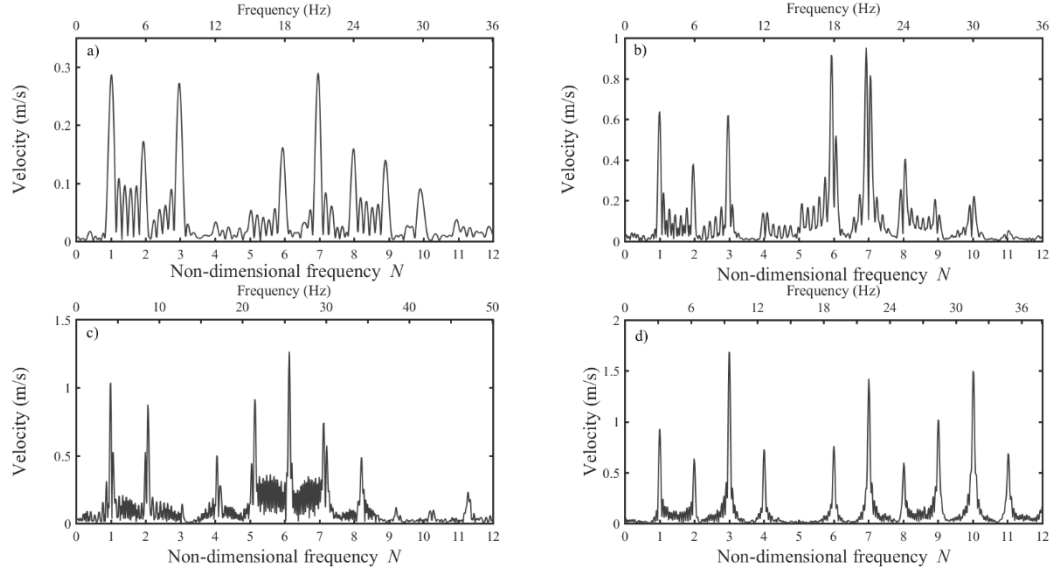 Frequency (Hz)
0 6 12 18 24 30 36
a)
0.3
0.2
0.1
0
Velocity (m/s)
0 1 2 3 4 5 6 7 8 9 10 11 12
Non-dimensional frequency N
Frequency (Hz)
0 6 12 18 24 30 36
b)
1
0.8
0.6
0.4
0.2
0
Velocity (m/s)
0 1 2 3 4 5 6 7 8 9 10 11 12
Non-dimensional frequency N
Frequency (Hz)
0 10 20 30 40 50
c)
1.5
1
0.5
0
Velocity (m/s)
0 1 2 3 4 5 6 7 8 9 10 11 12
Non-dimensional frequency N
Frequency (Hz)
0 6 12 18 24 30 36
d)
2
1.5
1
0.5
0
Velocity (m/s)
0 1 2 3 4 5 6 7 8 9 10 11 12
Non-dimensional frequency N